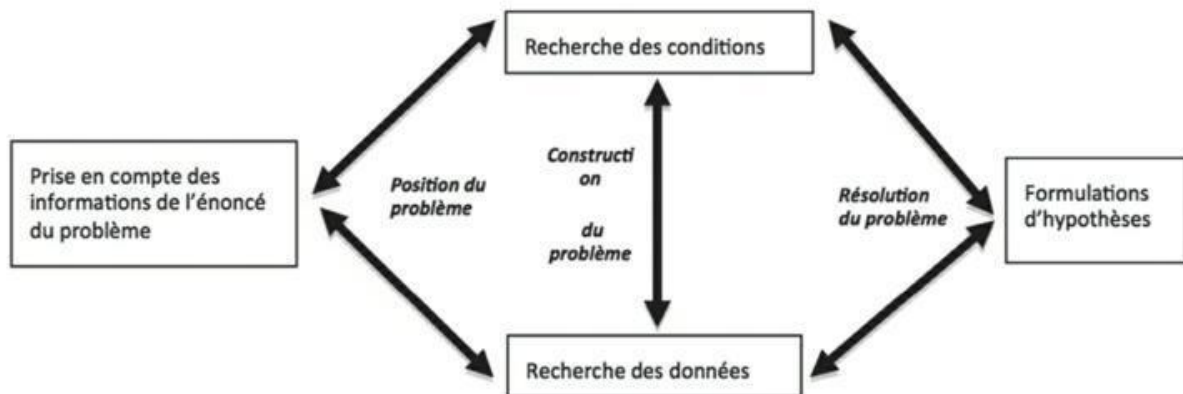 Recherche des conditions
Prise en compte des
informations de l'énoncé
du problème
Position du
problème
Constructi
on
du
problème
Résolution
du problème
Formulations
d'hypothèses
Recherche des données